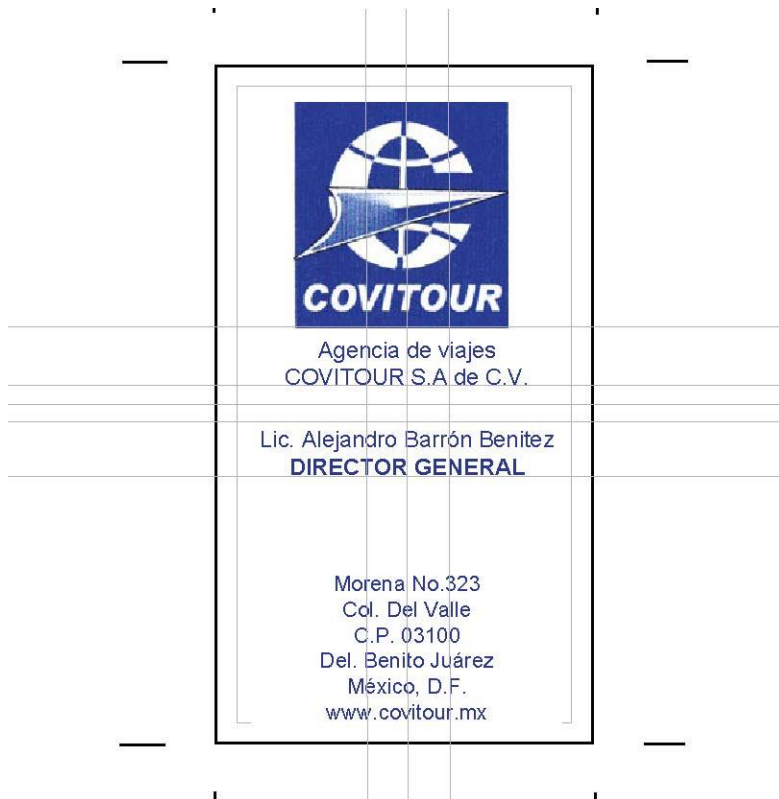 COVITOUR
Agencia de viajes
COVITOUR S.A de C.V.
Lic. Alejandro Barrón Benitez
DIRECTOR GENERAL
Morena No.323
Col. Del Valle
C.P. 03100
Del. Benito Juárez
México, D.F.
www.covitour.mx